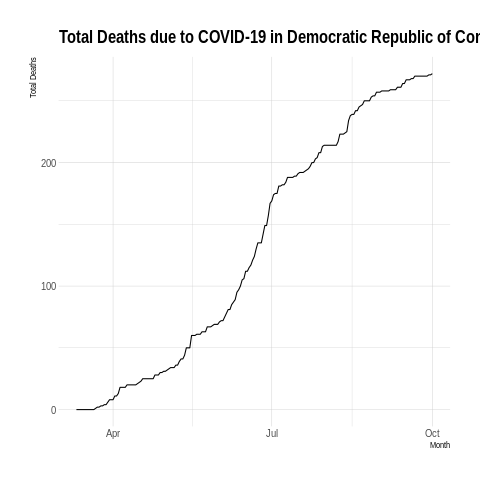 Total Deaths due to COVID-19 in Democratic Republic of Cor
Total Deaths
200
100
0
Apr
Jul
Oct
Month